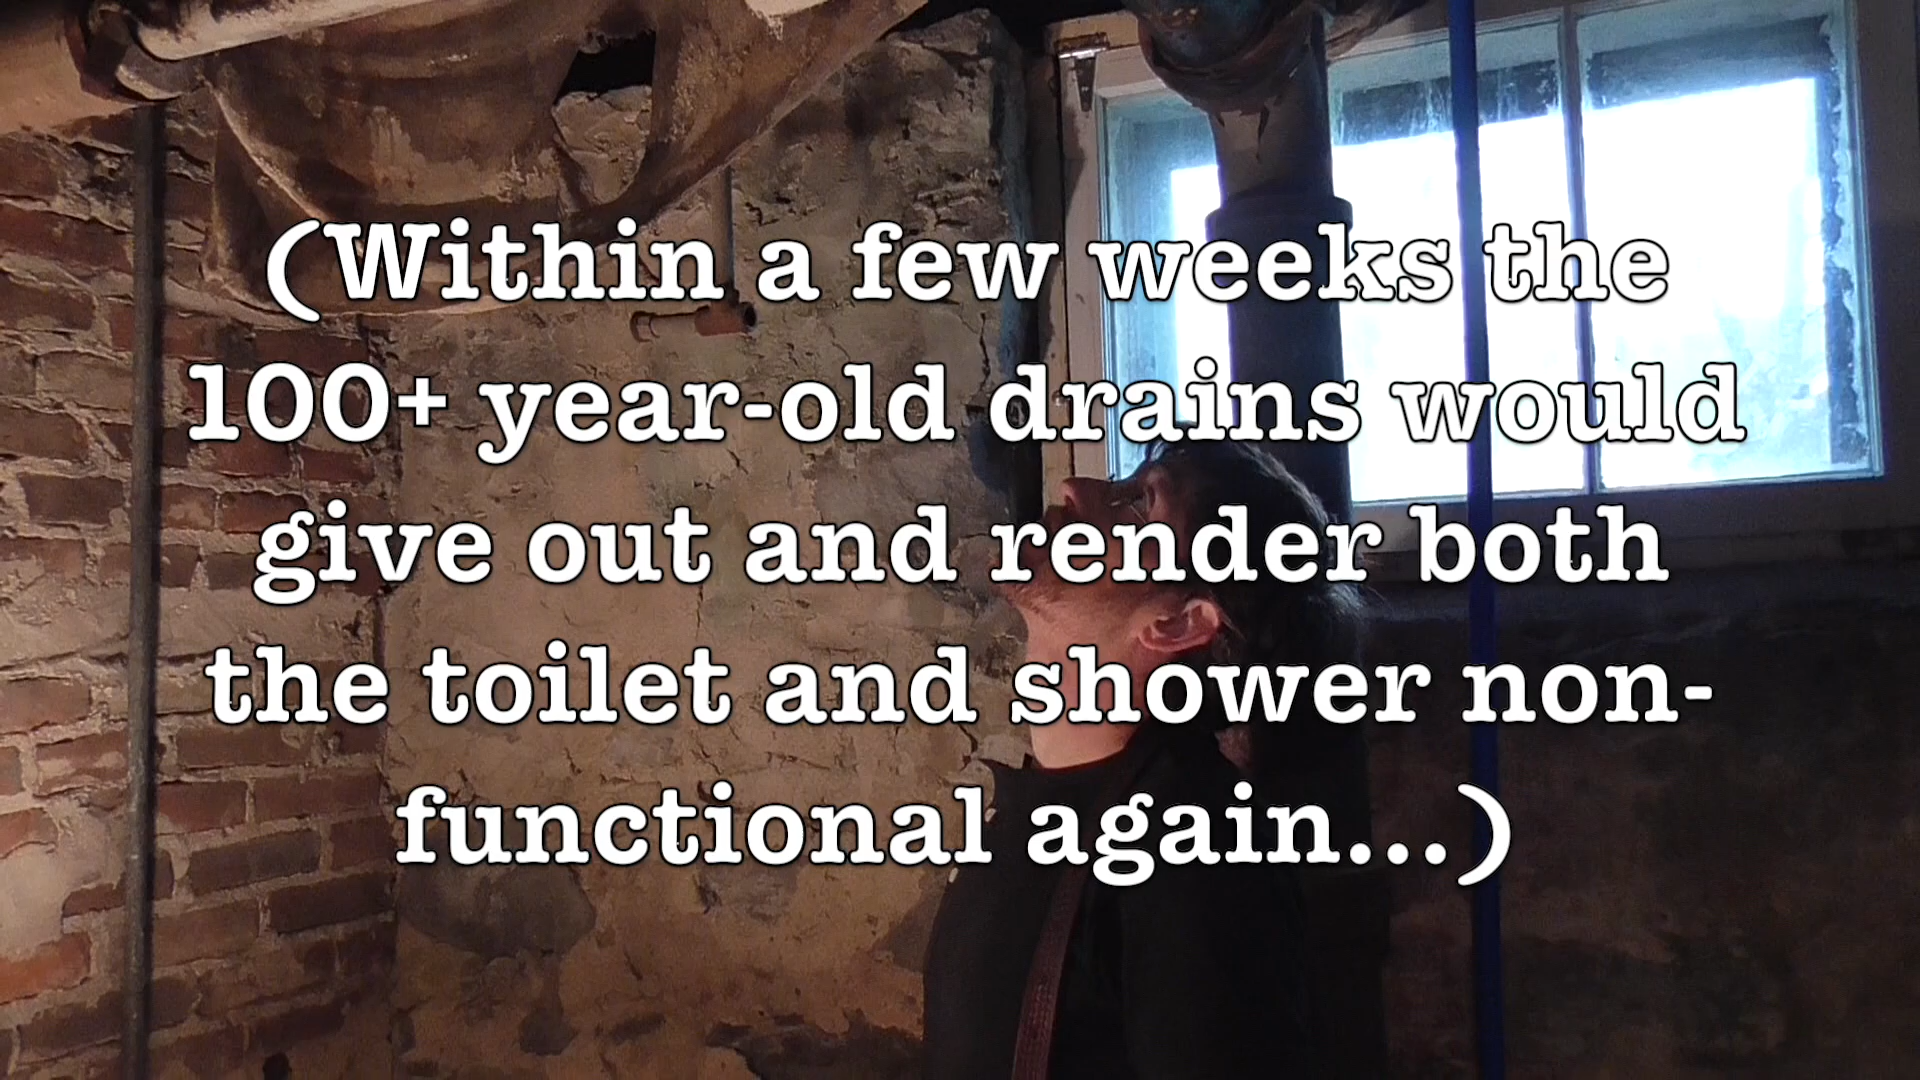 (Within a few weeks the
100+ year-old drains would
give out and render both
the toilet and shower non-
functional again...)